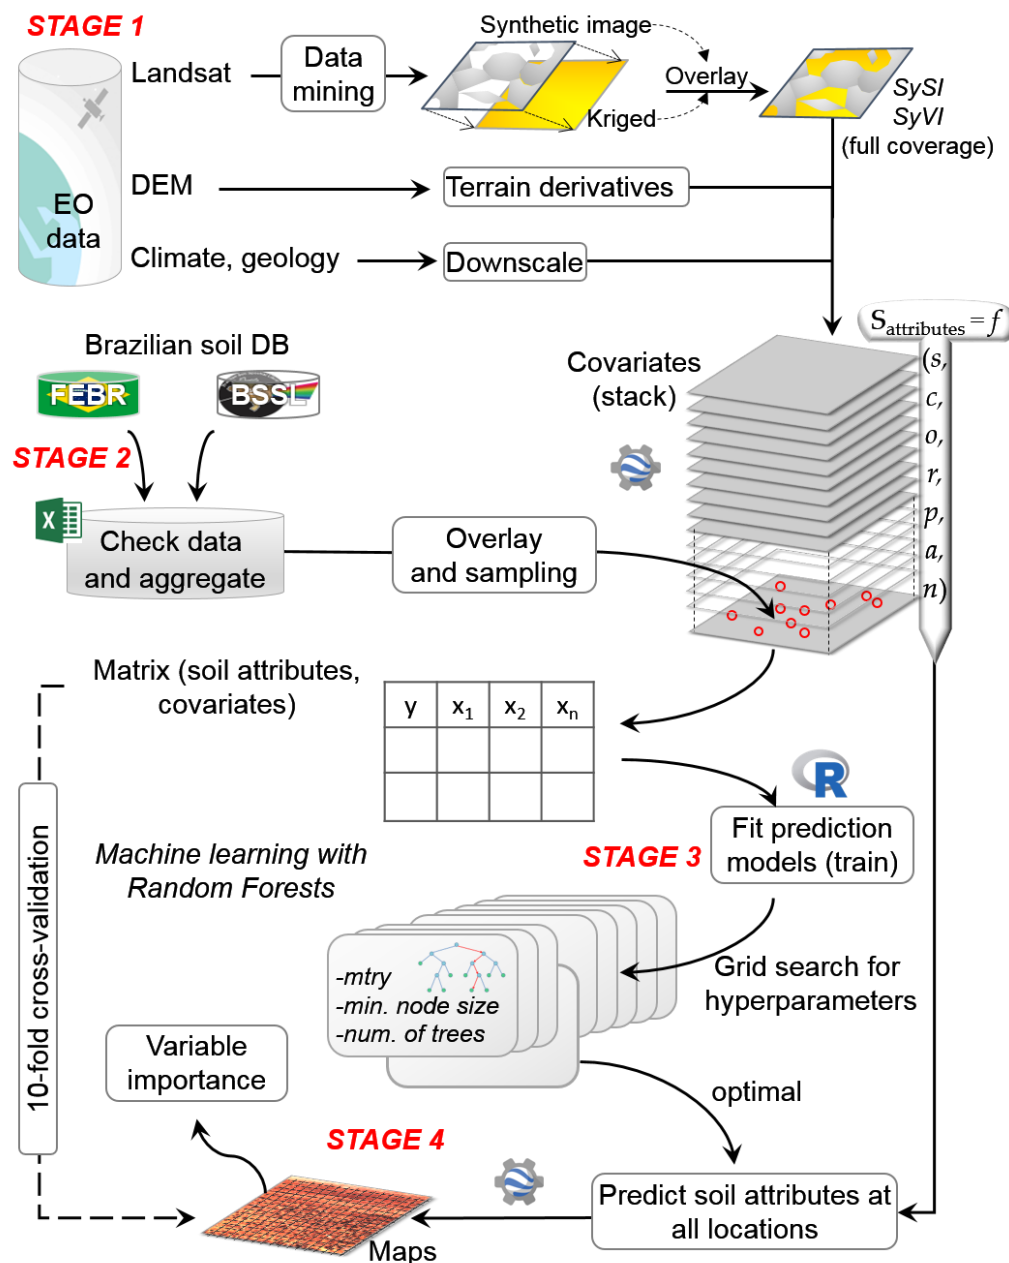 STAGE 1
Landsat
Data
mining
Synthetic image
Kriged
Overlay
SySI
SyVI
(full coverage)
EO
data
DEM
Terrain derivatives
Climate, geology
Downscale
Brazilian soil DB
FEBR
BSSL
STAGE 2
X
Check data
and aggregate
Overlay
and sampling
Covariates
(stack)
Sattributes = f
(s,
c,
o,
r,
p,
a,
n)
Matrix (soil attributes,
covariates)
y x1 x2 xn
R
Fit prediction
models (train)
STAGE 3
Machine learning with
Random Forests
10-fold cross-validation
-mtry
-min. node size
-num. of trees
Grid search for
hyperparameters
Variable
importance
optimal
STAGE 4
Predict soil attributes at
all locations
Maps